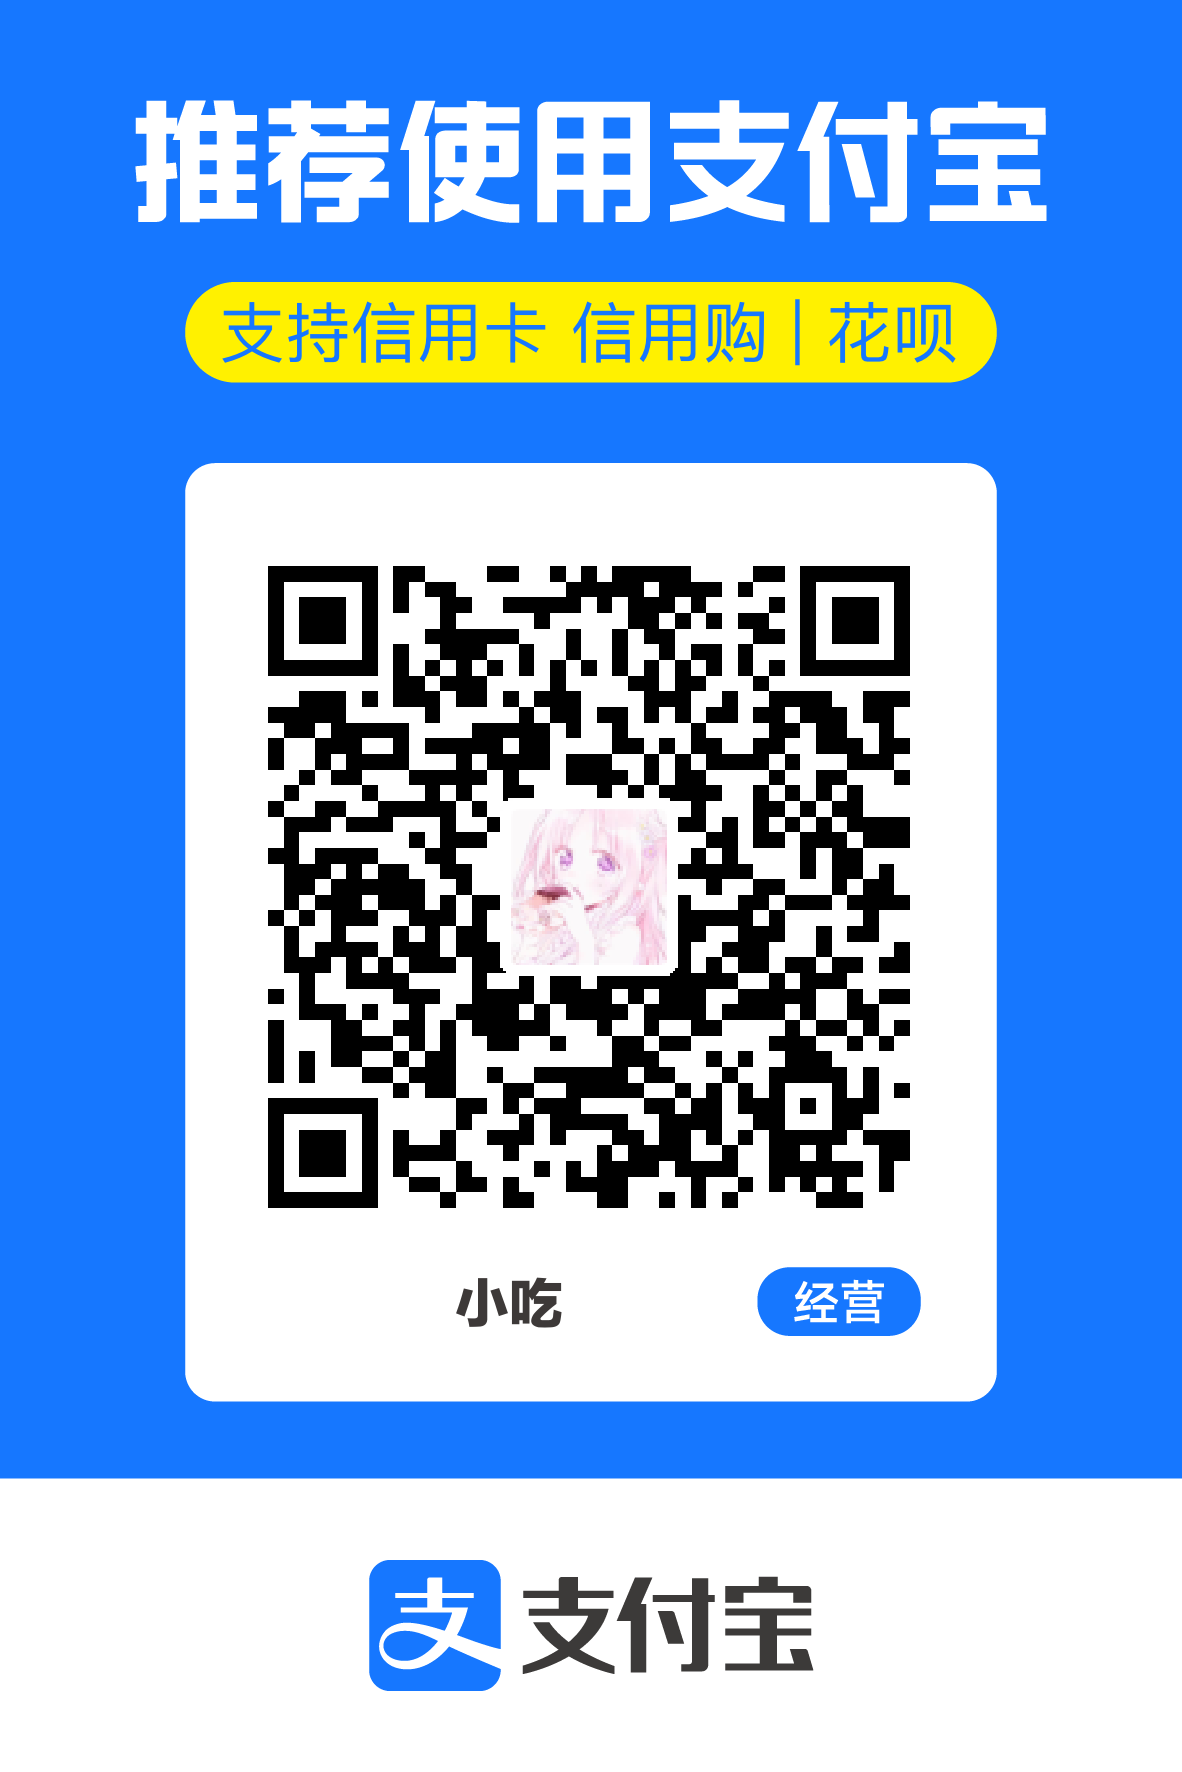 推荐使用支付宝
支持信用卡 信用购 | 花呗
小吃
经营
支 支付宝